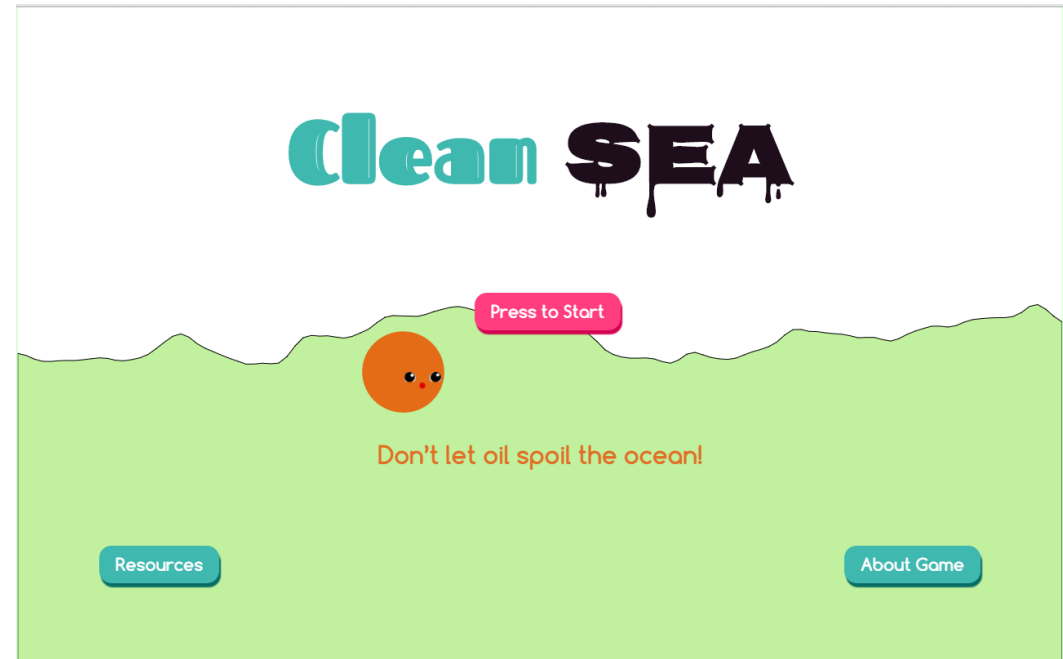 Clean SEA
Press to Start
Don't let oil spoil the ocean!
Resources
About Game